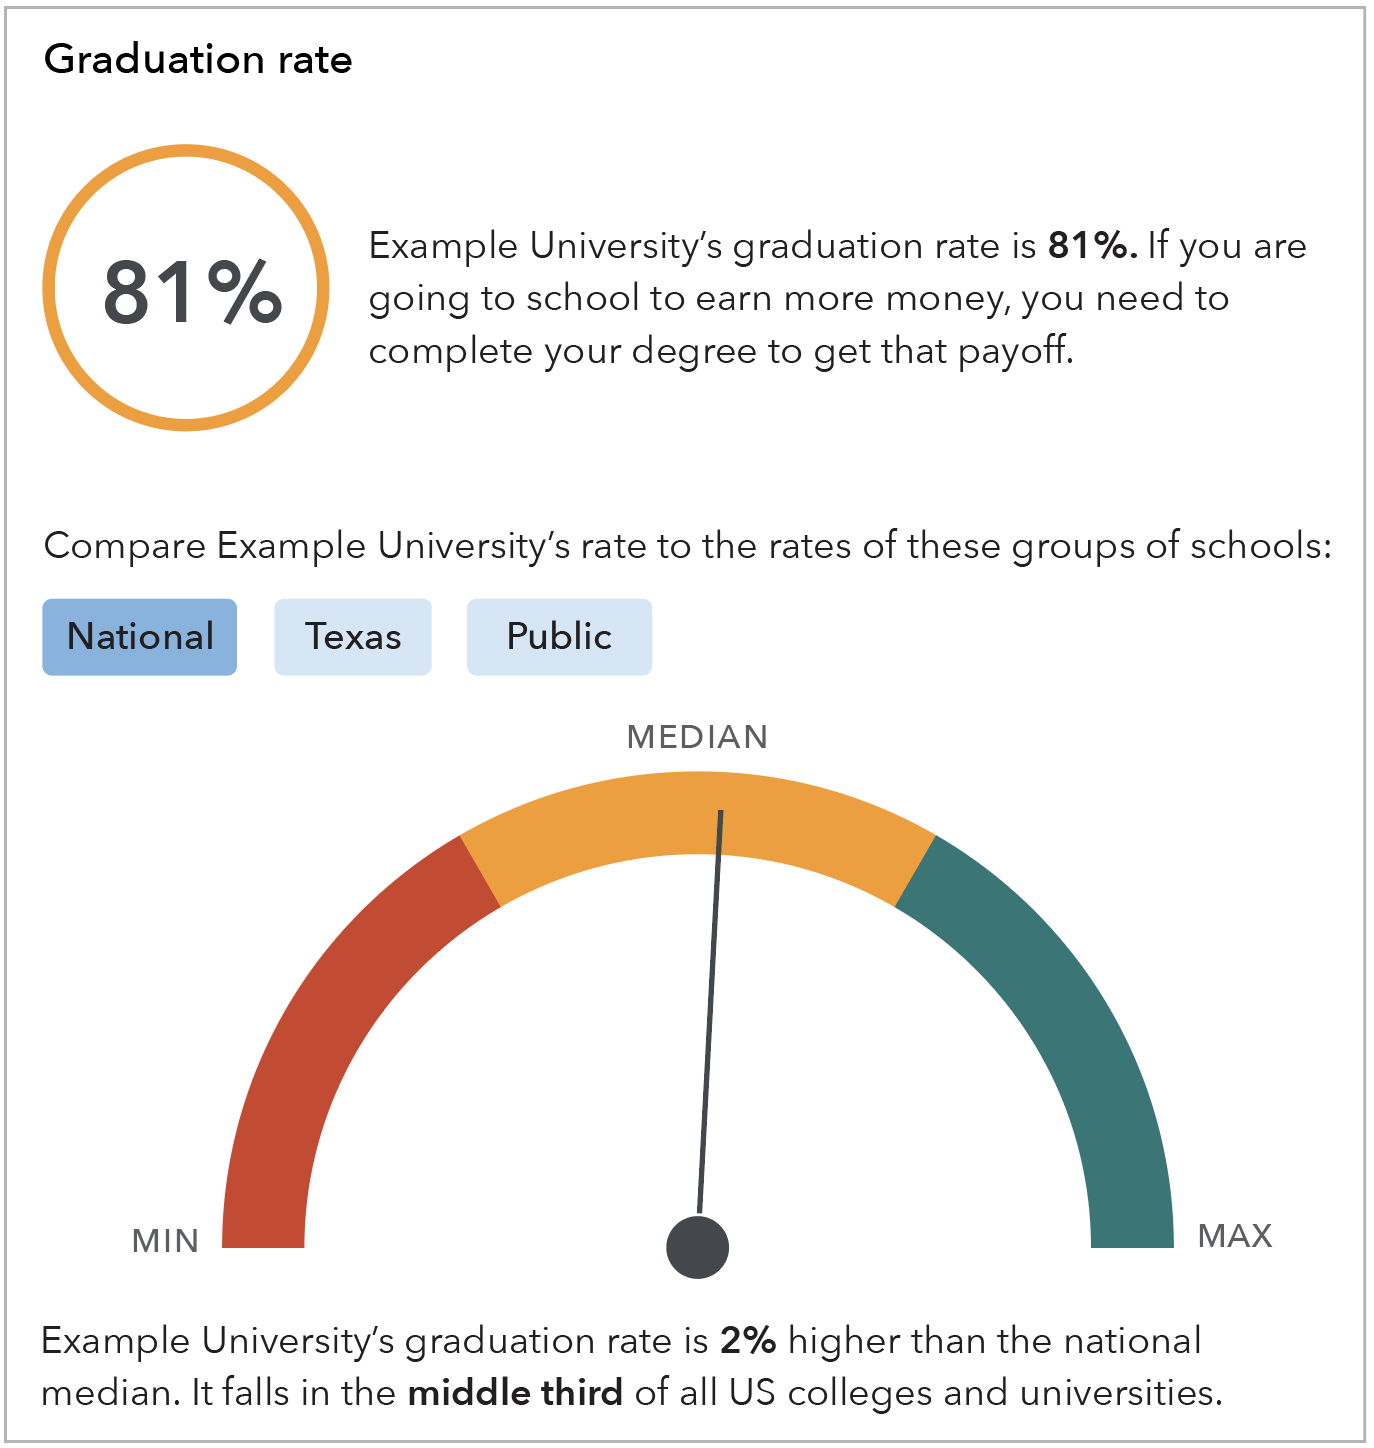 Graduation rate
81%
Example University’s graduation rate is 81%. If you are
going to school to earn more money, you need to
complete your degree to get that payoff.
Compare Example University’s rate to the rates of these groups of schools:
National Texas Public
MEDIAN
MIN
MAX
Example University’s graduation rate is 2% higher than the national
median. It falls in the middle third of all US colleges and universities.